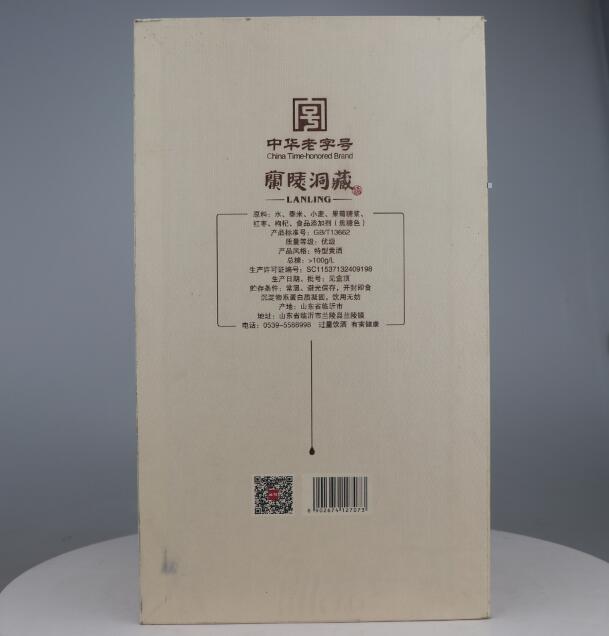 中华老字号
China Time-honored Brand
蘭陵洞藏
LANLING
原料：水、黍米、小麦、果葡糖浆、
红枣、枸杞、食品添加剂（焦糖色）
产品标准号：GB/T13662
质量等级：优级
产品风格：特型黄酒
总糖：>100g/L
生产许可证编号：SC11537132409198
生产日期、批号：见盒顶
贮存条件：常温、避光保存，开封即食
沉淀物系蛋白质凝固，饮用无妨
产地：山东省临沂市
地址：山东省临沂市兰陵县兰陵镇
电话：0539-5588998 过量饮酒 有害健康
6 902674 127073